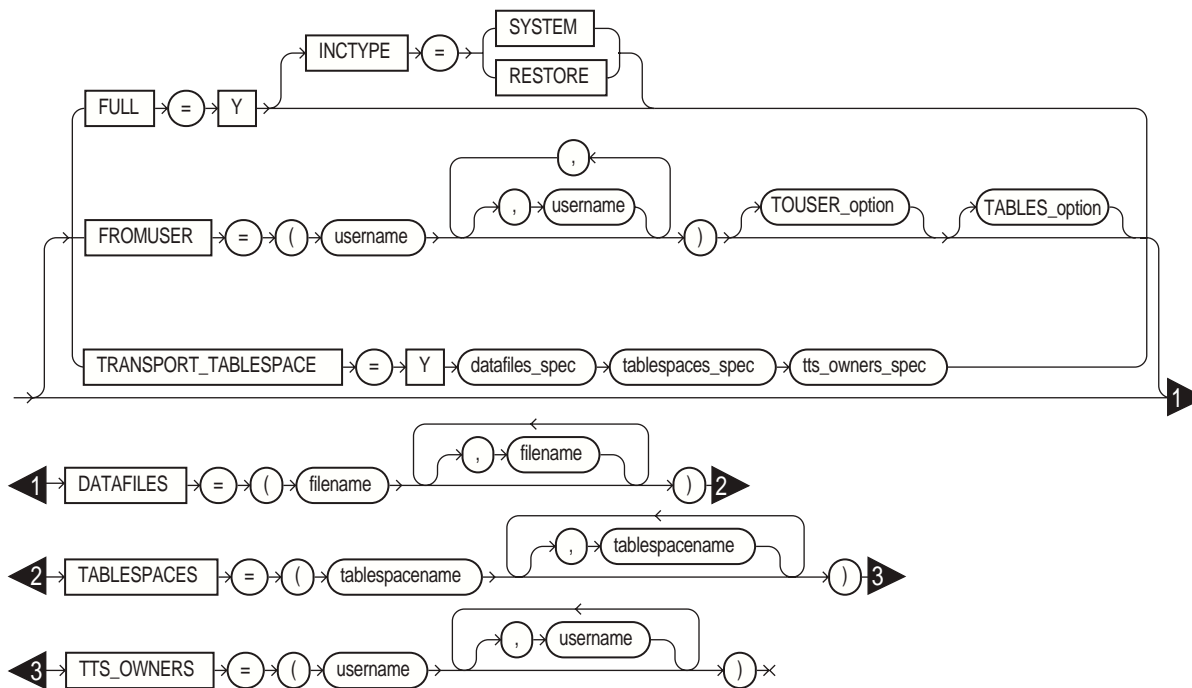 SYSTEM
INCTYPE =
RESTORE
FULL = Y
,
, username
TOUSER_option TABLES_option
FROMUSER = ( username )
TRANSPORT_TABLESPACE = Y datafiles_spec tablespaces_spec tts_owners_spec
1
, filename
1 DATAFILES = ( filename ) 2
, tablespacename
2 TABLESPACES = ( tablespacename ) 3
, username
3 TTS_OWNERS = ( username )